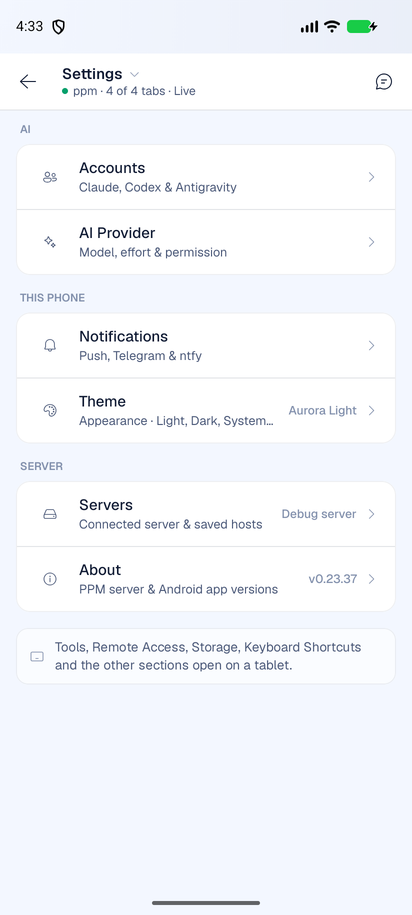 4:33
Settings
ppm · 4 of 4 tabs · Live
AI
Accounts
Claude, Codex & Antigravity
AI Provider
Model, effort & permission
THIS PHONE
Notifications
Push, Telegram & ntfy
Theme
Appearance · Light, Dark, System...
Aurora Light
SERVER
Servers
Connected server & saved hosts
Debug server
About
PPM server & Android app versions
v0.23.37
Tools, Remote Access, Storage, Keyboard Shortcuts
and the other sections open on a tablet.